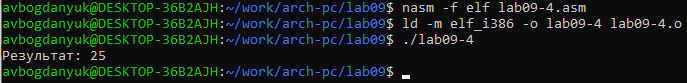 avbogdanyuk@DESKTOP-36B2AJH:~/work/arch-pc/lab09$ nasm -f elf lab09-4.asm
avbogdanyuk@DESKTOP-36B2AJH:~/work/arch-pc/lab09$ ld -m elf_i386 -o lab09-4 lab09-4.o
avbogdanyuk@DESKTOP-36B2AJH:~/work/arch-pc/lab09$ ./lab09-4
Результат: 25
avbogdanyuk@DESKTOP-36B2AJH:~/work/arch-pc/lab09$